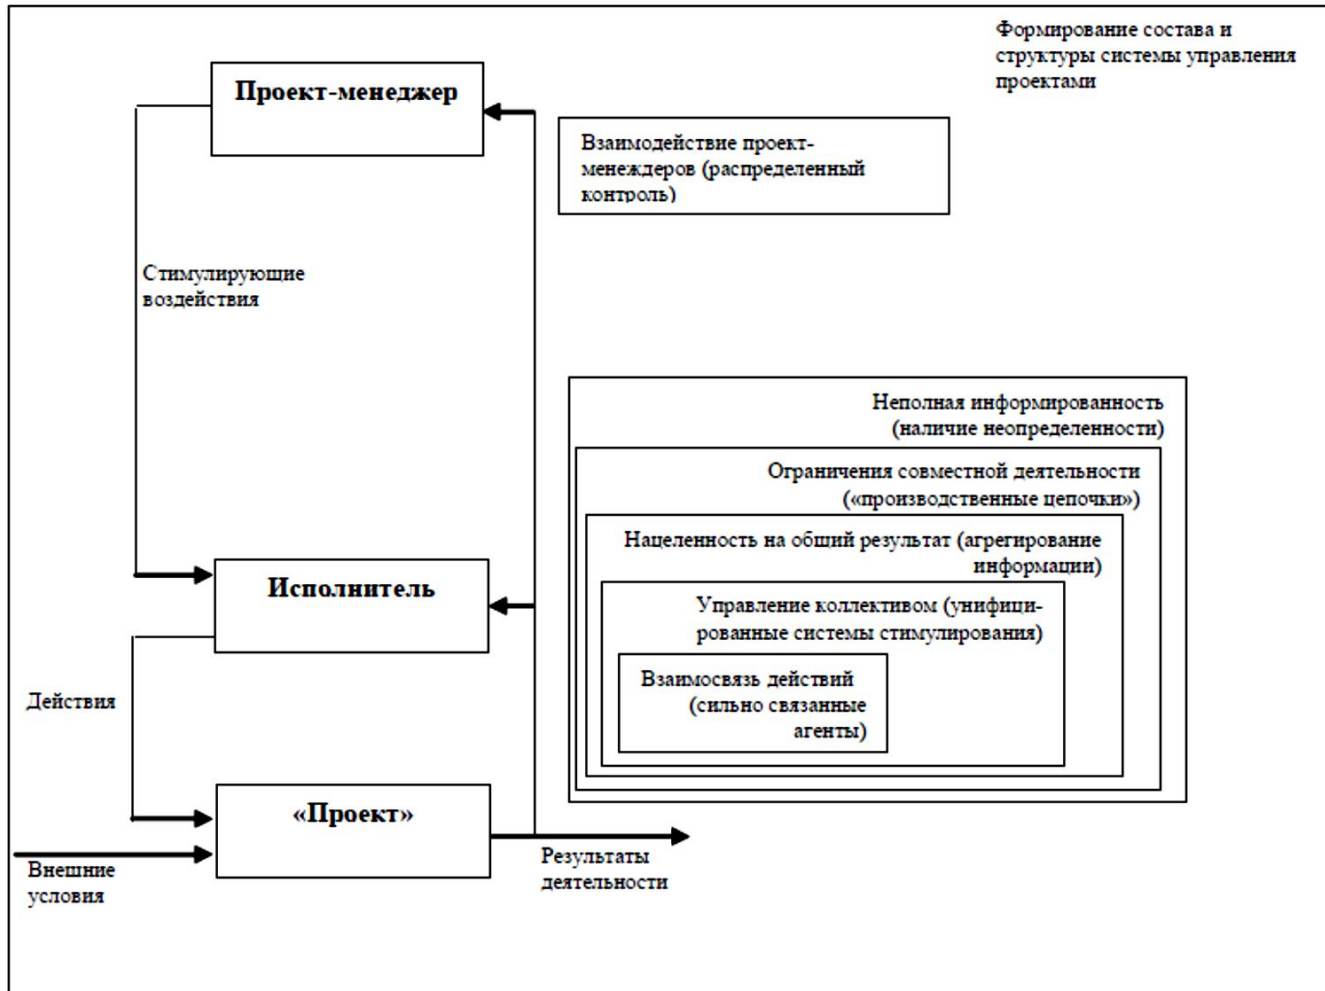 Формирование состава и
структуры системы управления
проектами
Проект-менеджер
Взаимодействие проект-
менеждеров (распределенный
контроль)
Стимулирующие
воздействия
Неполная информированность
(наличие неопределенности)
Ограничения совместной деятельности
(«производственные цепочки»)
Нацеленность на общий результат (агрегирование
информации)
Исполнитель
Управление коллективом (унифици-
рованные системы стимулирования)
Взаимосвязь действий
(сильно связанные
агенты)
Действия
«Проект»
Внешние
условия
Результаты
деятельности